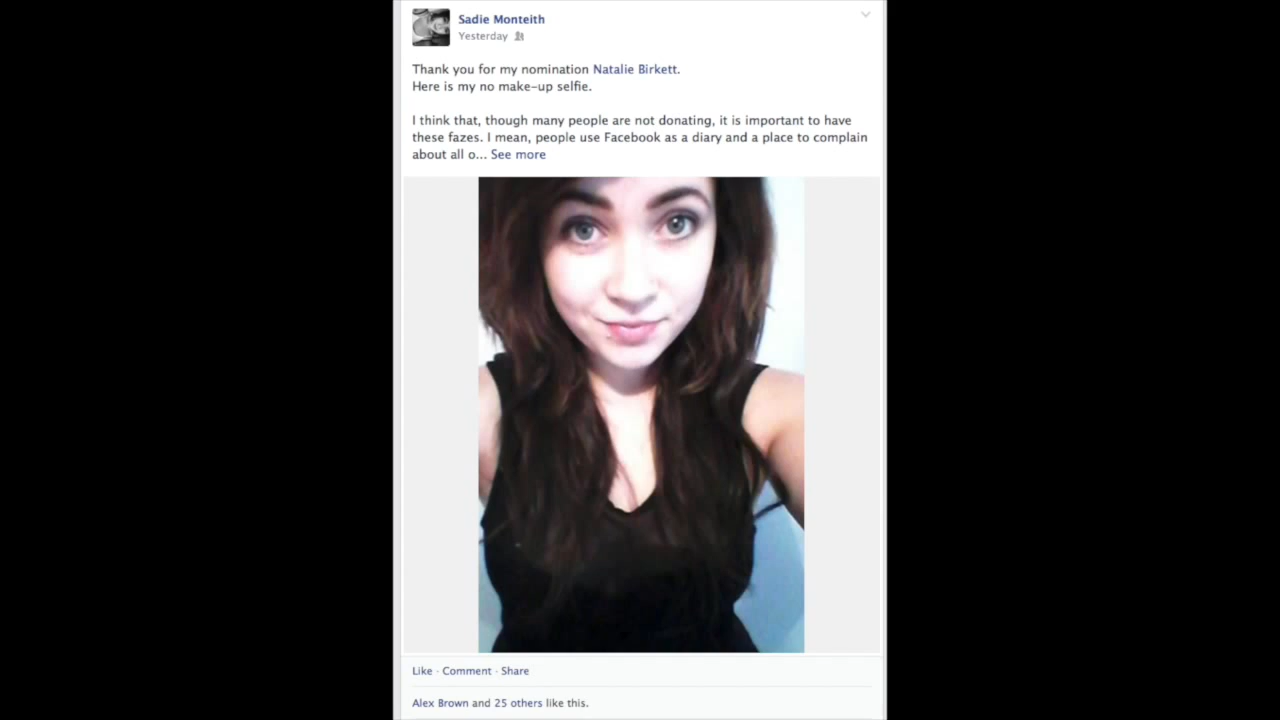 Sadie Monteith
Yesterday
Thank you for my nomination Natalie Birkett.
Here is my no make-up selfie.
I think that, though many people are not donating, it is important to have
these fazes. I mean, people use Facebook as a diary and a place to complain
about all o... See more
Like · Comment · Share
Alex Brown and 25 others like this.